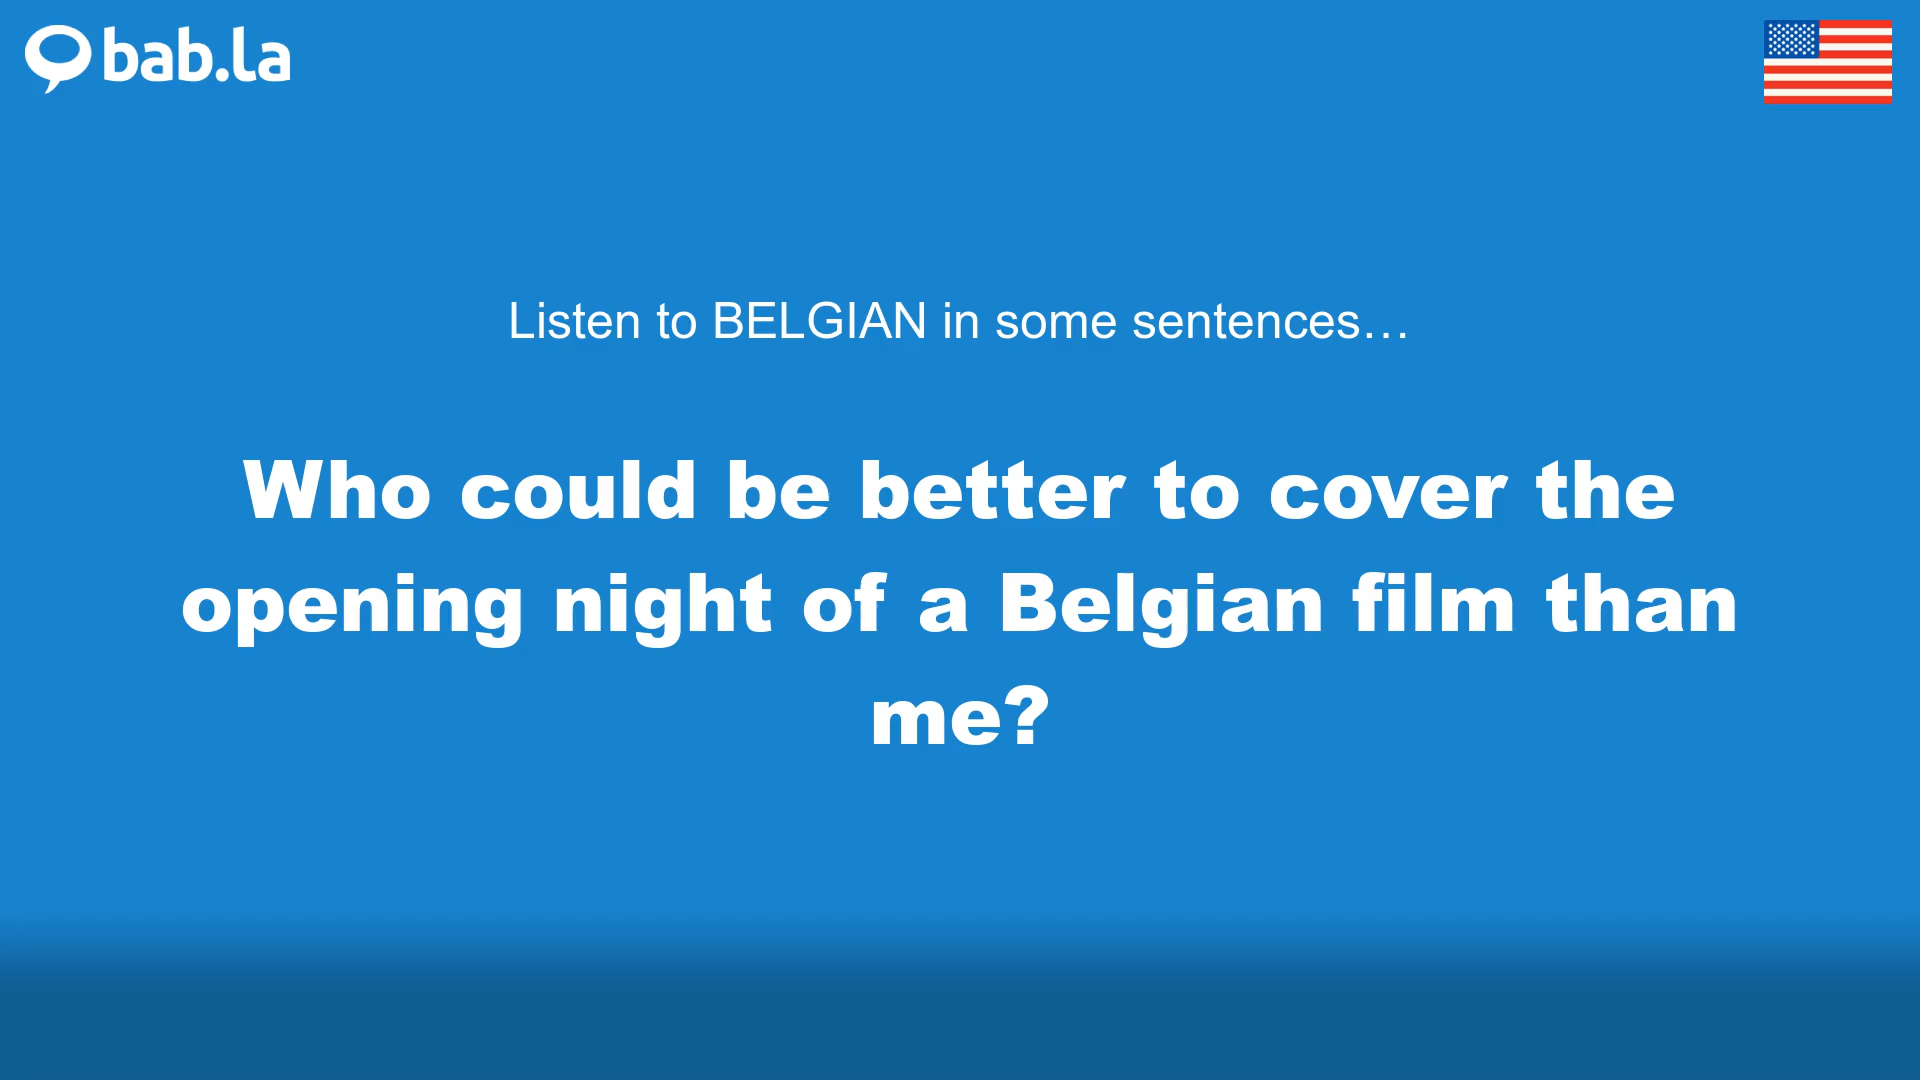 bab.la
Listen to BELGIAN in some sentences…
Who could be better to cover the
opening night of a Belgian film than
me?